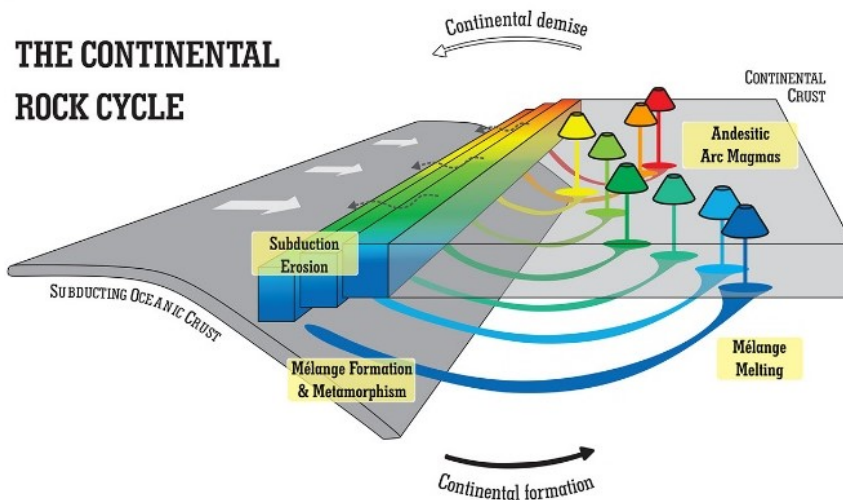 THE CONTINENTAL
ROCK CYCLE
Continental demise
CONTINENTAL
CRUST
Andesitic
Arc Magmas
Subduction
Erosion
SUBDUCTING OCEANIC CRUST
Mélange Formation
& Metamorphism
Mélange
Melting
Continental formation